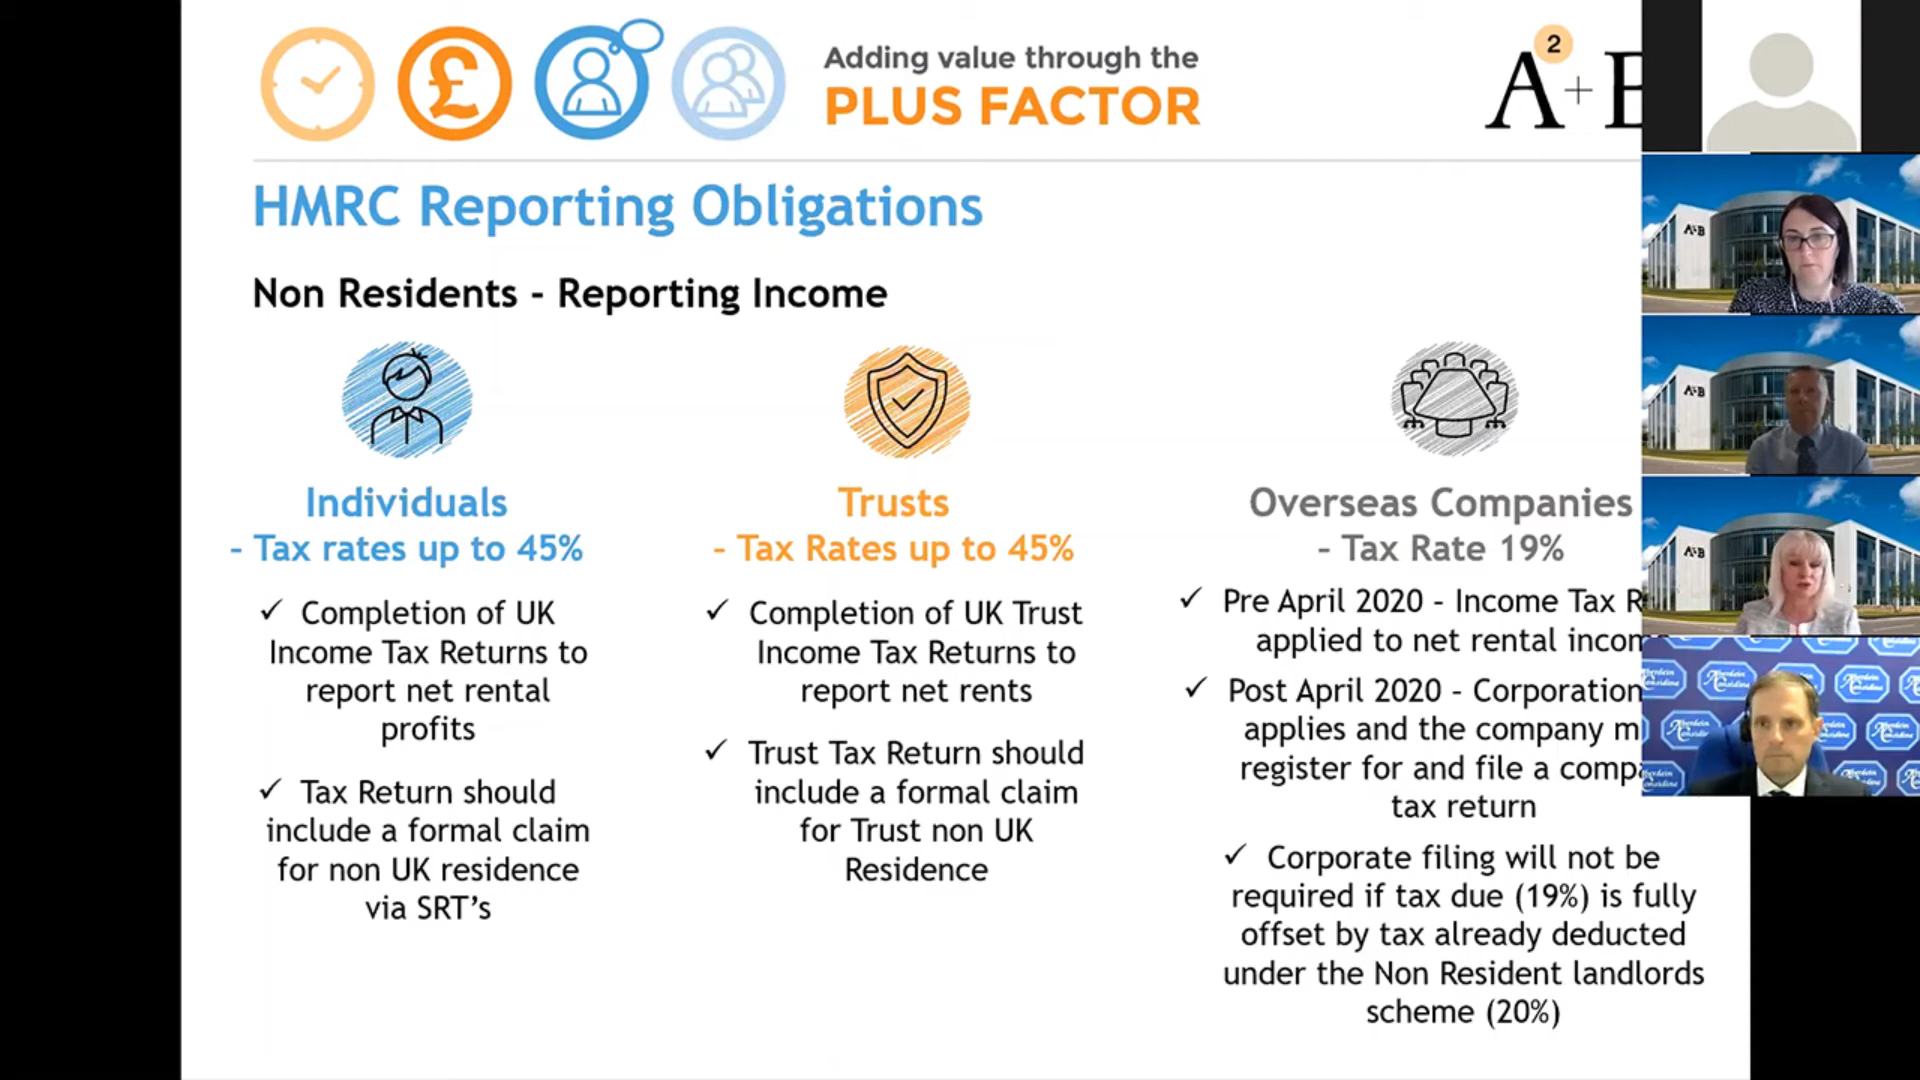 Adding value through the
PLUS FACTOR
A2+B
HMRC Reporting Obligations
Non Residents - Reporting Income
Individuals
- Tax rates up to 45%
✓ Completion of UK
Income Tax Returns to
report net rental
profits
✓ Tax Return should
include a formal claim
for non UK residence
via SRT’s
Trusts
- Tax Rates up to 45%
✓ Completion of UK Trust
Income Tax Returns to
report net rents
✓ Trust Tax Return should
include a formal claim
for Trust non UK
Residence
Overseas Companies
- Tax Rate 19%
✓ Pre April 2020 - Income Tax
applied to net rental
✓ Post April 2020 - Corporation
applies and the company
register for and file a
tax return
✓ Corporate filing will not be
required if tax due (19%) is fully
offset by tax already deducted
under the Non Resident landlords
scheme (20%)
A+B
A+B
A+B
Aberdein
Considine